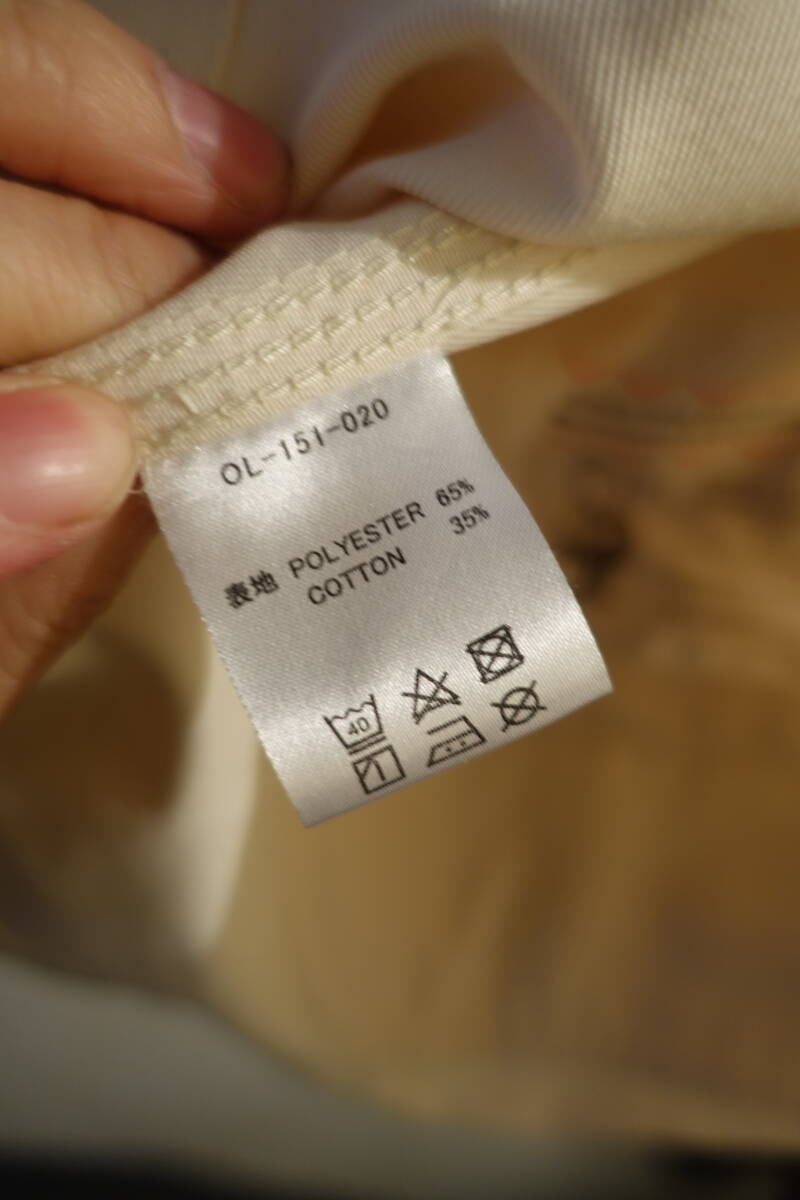 OL-151-020
表地 POLYESTER 65%
COTTON 35%
40